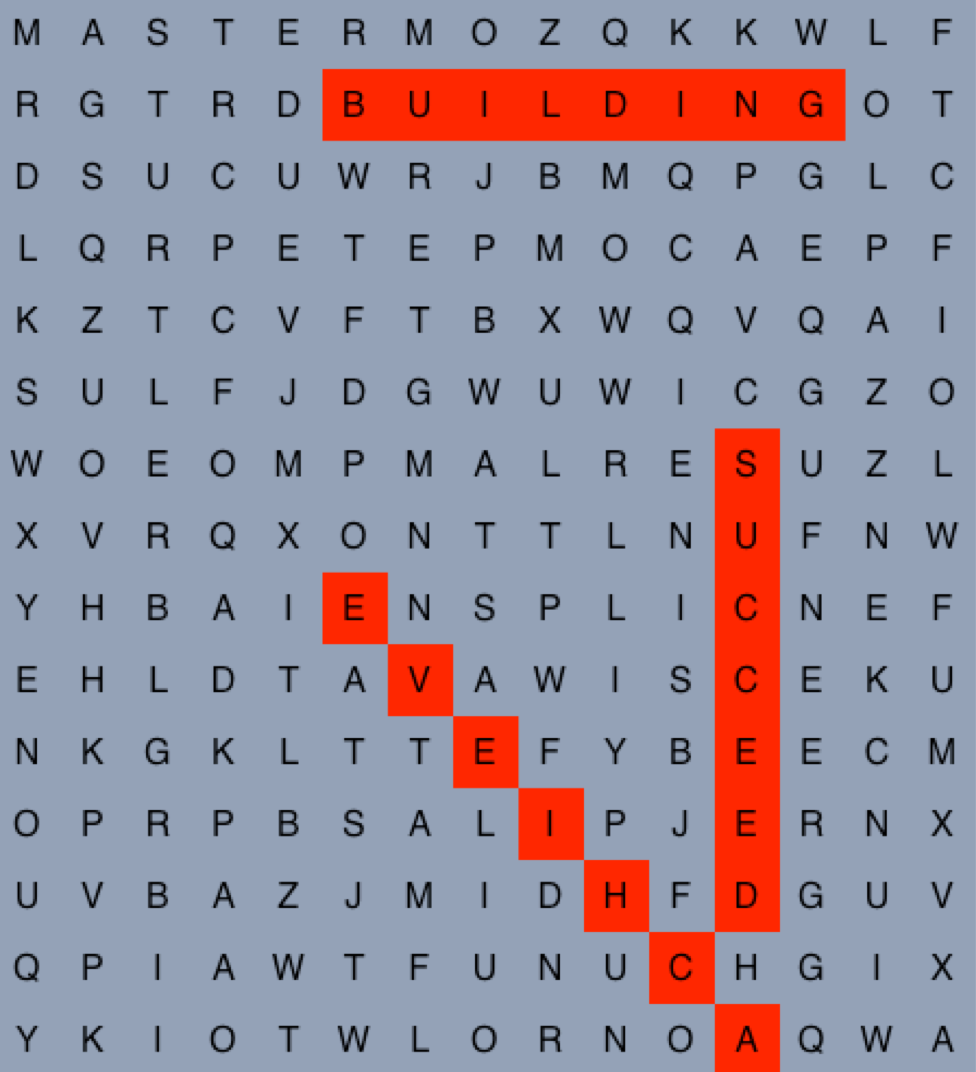 M A S T E R M O Z Q K K W L F
R G T R D B U I L D I N G O T
D S U C U W R J B M Q P G L C
L Q R P E T E P M O C A E P F
K Z T C V F T B X W Q V Q A I
S U L F J D G W U W I C G Z O
W O E O M P M A L R E S U Z L
X V R Q X O N T T L N U F N W
Y H B A I E N S P L I C N E F
E H L D T A V A W I S C E K U
N K G K L T T E F Y B E E C M
O P R P B S A L I P J E R N X
U V B A Z J M I D H F D G U V
Q P I A W T F U N U C H G I X
Y K I O T W L O R N O A Q W A